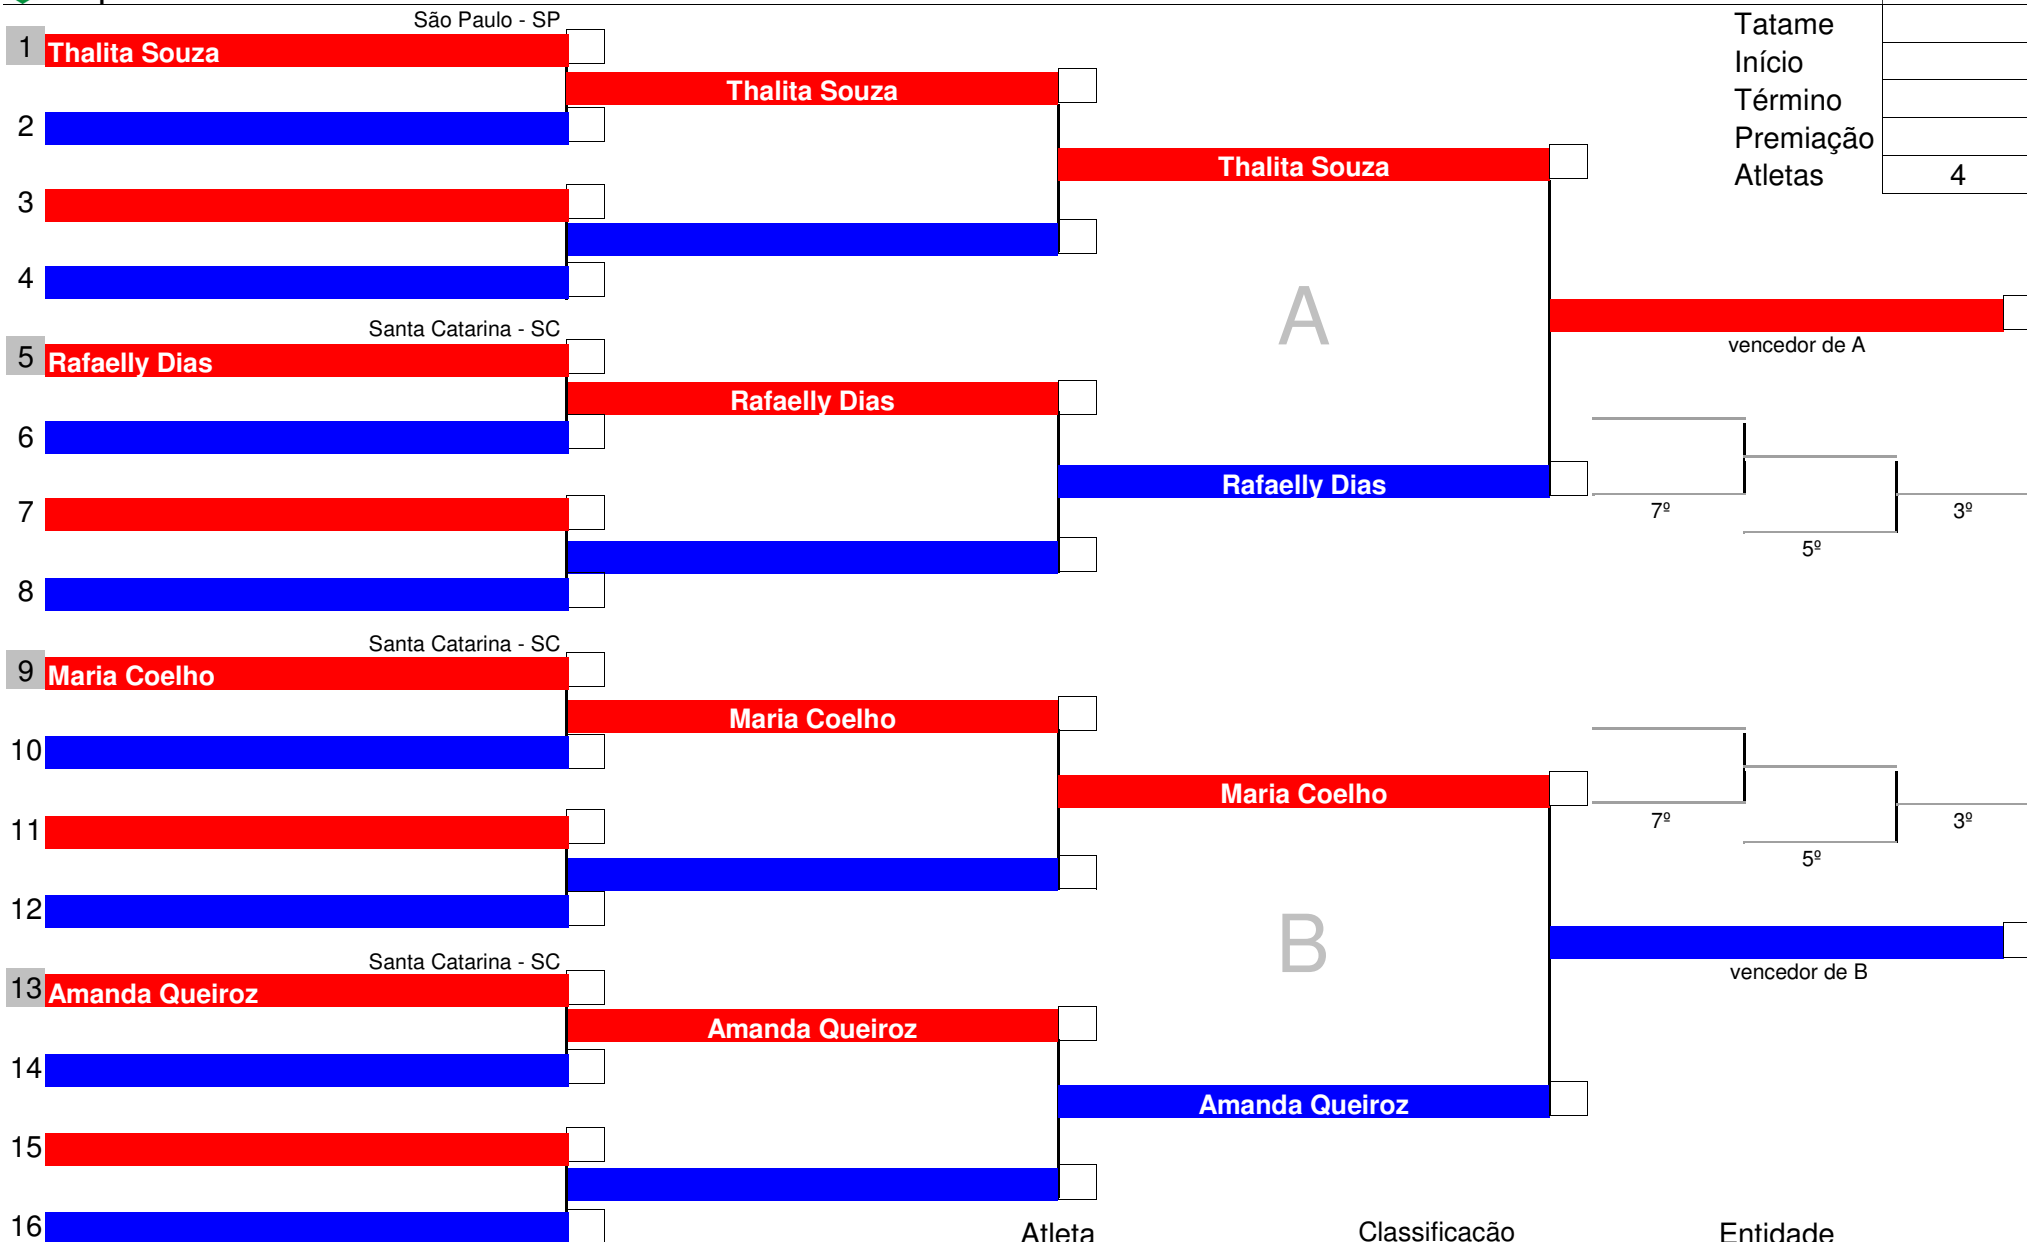 São Paulo - SP
Tatame
1 Thalita Souza
Início
Thalita Souza
Término
2
Premiação
Thalita Souza
Atletas 4
3
4
A
Santa Catarina - SC
vencedor de A
5 Rafaelly Dias
Rafaelly Dias
6
Rafaelly Dias
7
7º 3º
5º
8
Santa Catarina - SC
9 Maria Coelho
Maria Coelho
10
Maria Coelho
11
7º 3º
5º
12
B
Santa Catarina - SC
vencedor de B
13 Amanda Queiroz
Amanda Queiroz
14
Amanda Queiroz
15
16
Atleta Classificação Entidade